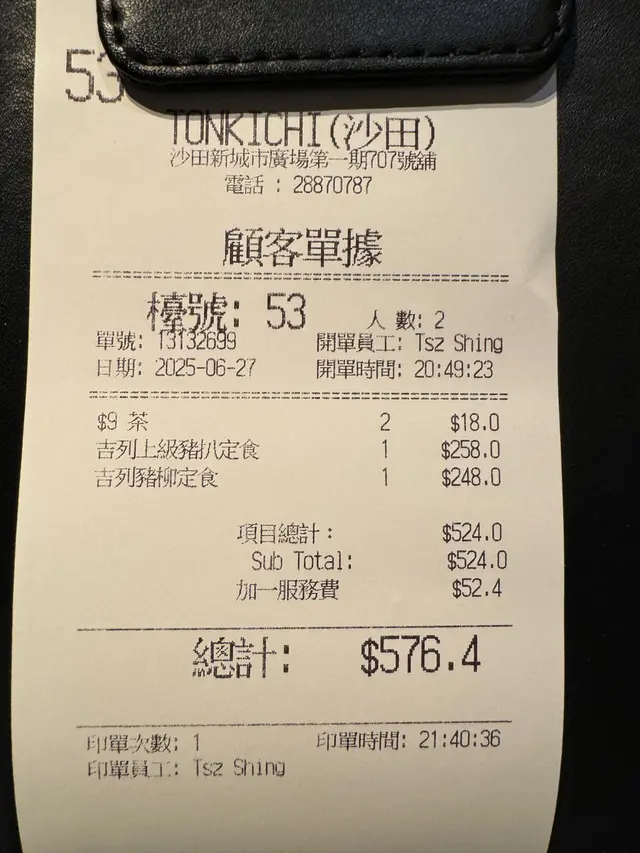 53
TONKICHI(沙田)
沙田新城市廣場第一期707號舖
電話 : 28870787
顧客單據
檯號: 53 人 數: 2
單號: 13132699 開單員工: Tsz Shing
日期: 2025-06-27 開單時間: 20:49:23
$9 茶 2 $18.0
吉列上級豬扒定食 1 $258.0
吉列豬柳定食 1 $248.0
項目總計: $524.0
Sub Total: $524.0
加一服務費 $52.4
總計: $576.4
印單次數: 1 印單時間: 21:40:36
印單員工: Tsz Shing